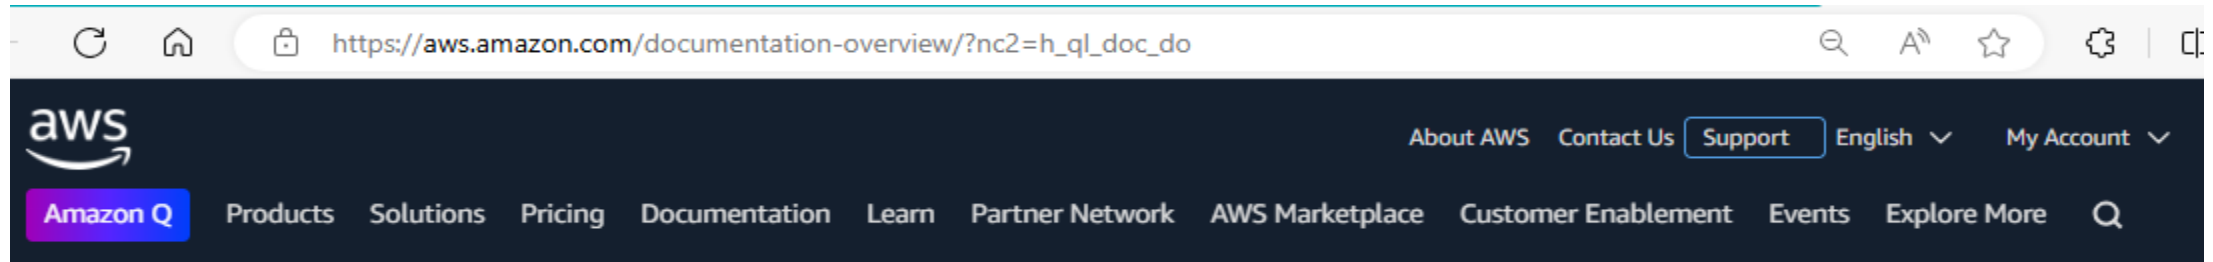 https://aws.amazon.com/documentation-overview/?nc2=h_ql_doc_do
aws
About AWS Contact Us Support English My Account
Amazon Q Products Solutions Pricing Documentation Learn Partner Network AWS Marketplace Customer Enablement Events Explore More